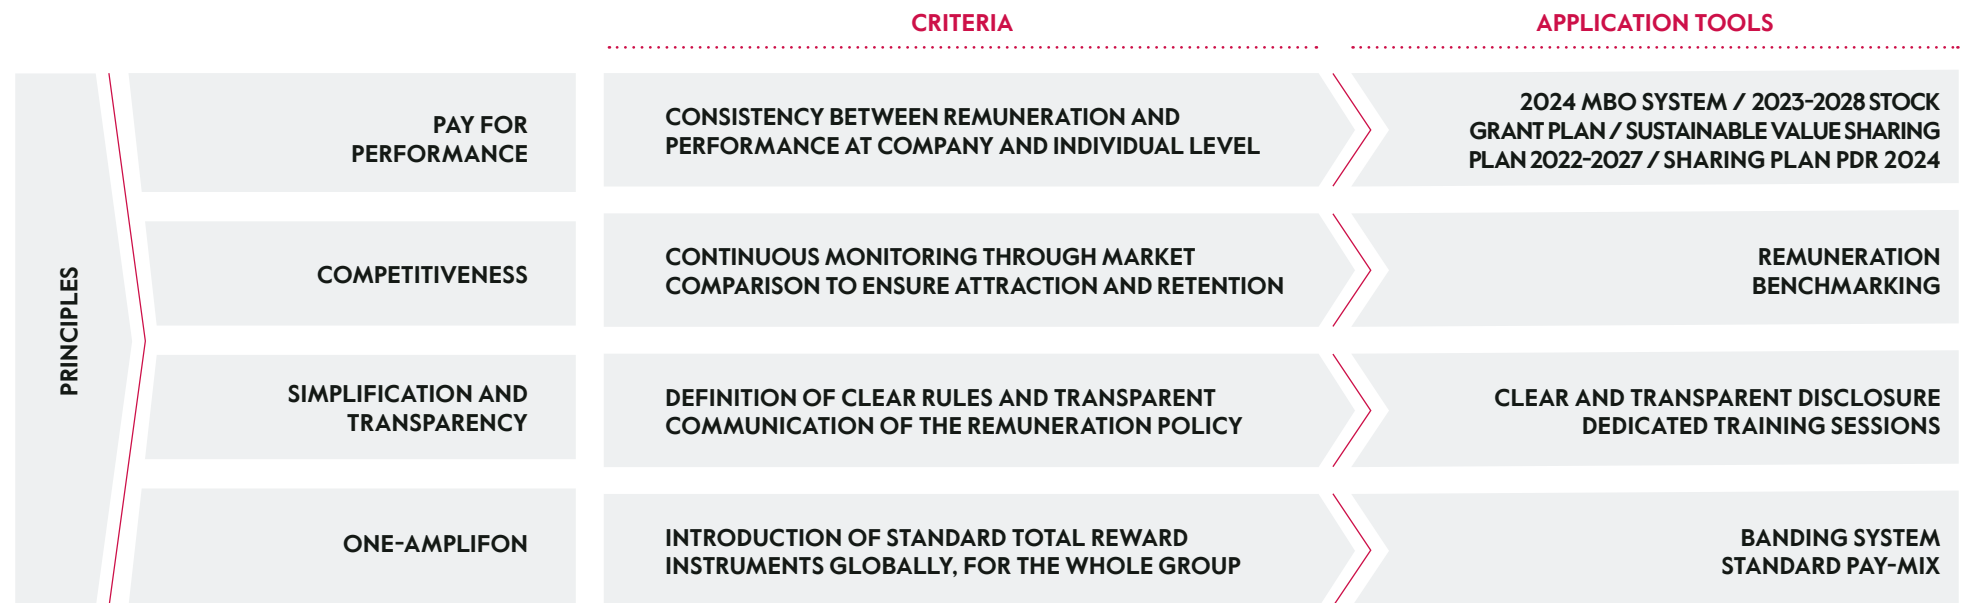 CRITERIA
APPLICATION TOOLS
PRINCIPLES
PAY FOR
PERFORMANCE
CONSISTENCY BETWEEN REMUNERATION AND
PERFORMANCE AT COMPANY AND INDIVIDUAL LEVEL
2024 MBO SYSTEM / 2023-2028 STOCK
GRANT PLAN / SUSTAINABLE VALUE SHARING
PLAN 2022-2027 / SHARING PLAN PDR 2024
COMPETITIVENESS
CONTINUOUS MONITORING THROUGH MARKET
COMPARISON TO ENSURE ATTRACTION AND RETENTION
REMUNERATION
BENCHMARKING
SIMPLIFICATION AND
TRANSPARENCY
DEFINITION OF CLEAR RULES AND TRANSPARENT
COMMUNICATION OF THE REMUNERATION POLICY
CLEAR AND TRANSPARENT DISCLOSURE
DEDICATED TRAINING SESSIONS
ONE-AMPLIFON
INTRODUCTION OF STANDARD TOTAL REWARD
INSTRUMENTS GLOBALLY, FOR THE WHOLE GROUP
BANDING SYSTEM
STANDARD PAY-MIX